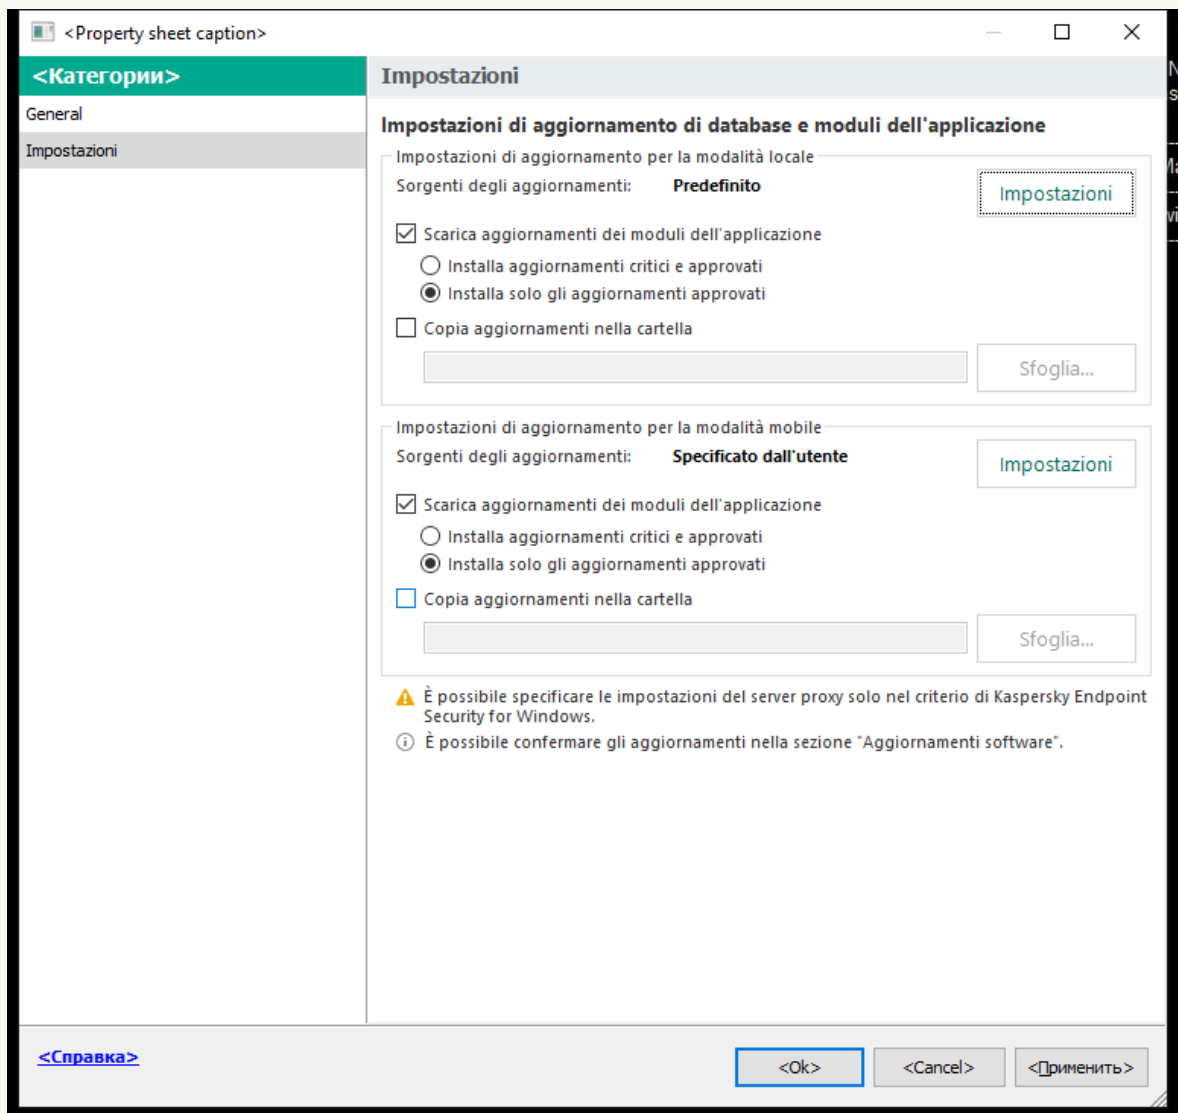 <Property sheet caption>
<Категории>
General
Impostazioni
Impostazioni
Impostazioni di aggiornamento di database e moduli dell'applicazione
Impostazioni di aggiornamento per la modalità locale
Sorgenti degli aggiornamenti: Predefinito
Impostazioni
Scarica aggiornamenti dei moduli dell'applicazione
Installa aggiornamenti critici e approvati
Installa solo gli aggiornamenti approvati
Copia aggiornamenti nella cartella
Sfoglia...
Impostazioni di aggiornamento per la modalità mobile
Sorgenti degli aggiornamenti: Specificato dall'utente
Impostazioni
Scarica aggiornamenti dei moduli dell'applicazione
Installa aggiornamenti critici e approvati
Installa solo gli aggiornamenti approvati
Copia aggiornamenti nella cartella
Sfoglia...
È possibile specificare le impostazioni del server proxy solo nel criterio di Kaspersky Endpoint
Security for Windows.
È possibile confermare gli aggiornamenti nella sezione "Aggiornamenti software".
<Справка>
<Ok>
<Cancel>
<Применить>